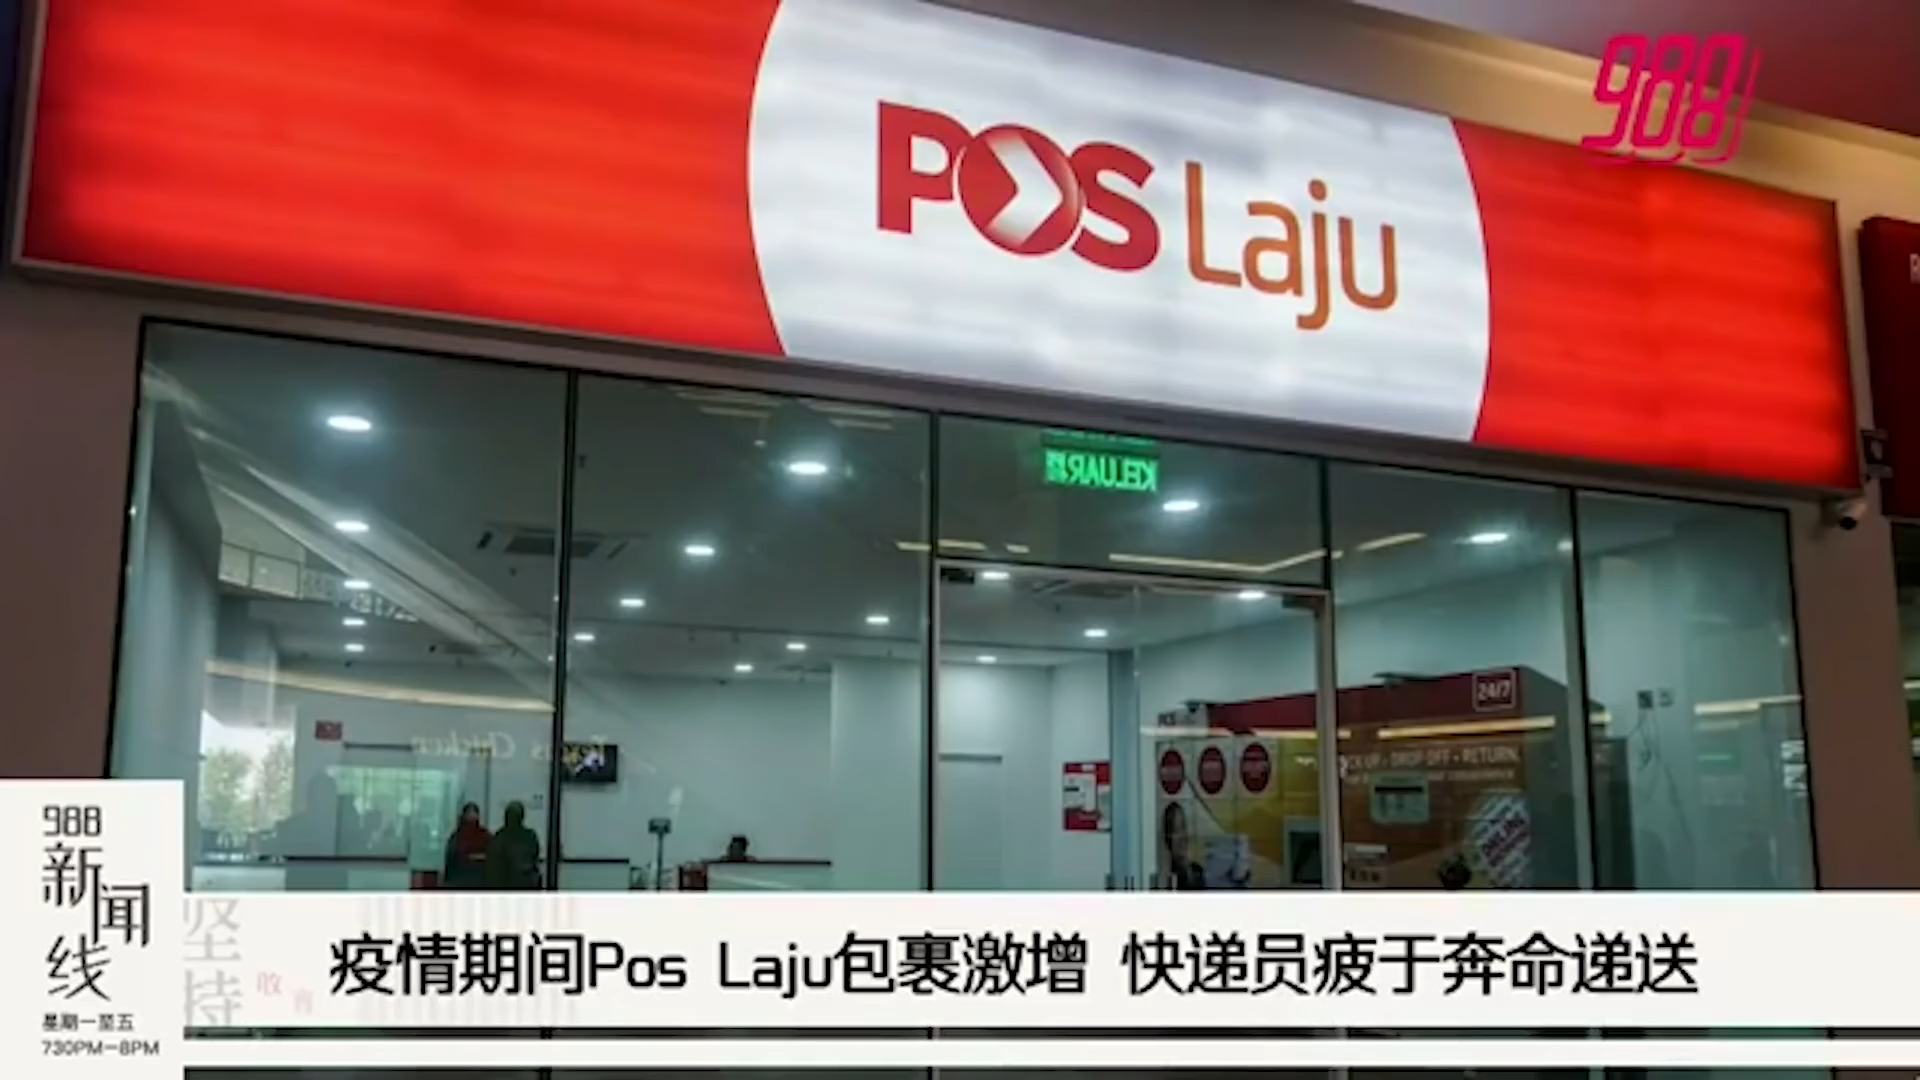 988
POS Laju
KELUAR
24/7
PICK UP • DROP OFF • RETURN.
Texas Chicken
988
新闻线
星期一至五
730PM－8PM
坚持
疫情期间Pos Laju包裹激增 快递员疲于奔命递送